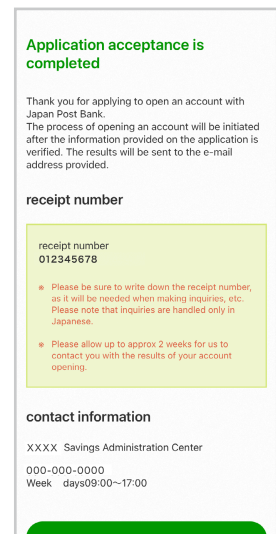 Application acceptance is
completed
Thank you for applying to open an account with
Japan Post Bank.
The process of opening an account will be initiated
after the information provided on the application is
verified. The results will be sent to the e-mail
address provided.
receipt number
receipt number
012345678
※ Please be sure to write down the receipt number,
as it will be needed when making inquiries, etc.
Please note that inquiries are handled only in
Japanese.
※ Please allow up to approx 2 weeks for us to
contact you with the results of your account
opening.
contact information
XXXX Savings Administration Center
000-000-0000
Week days09:00～17:00